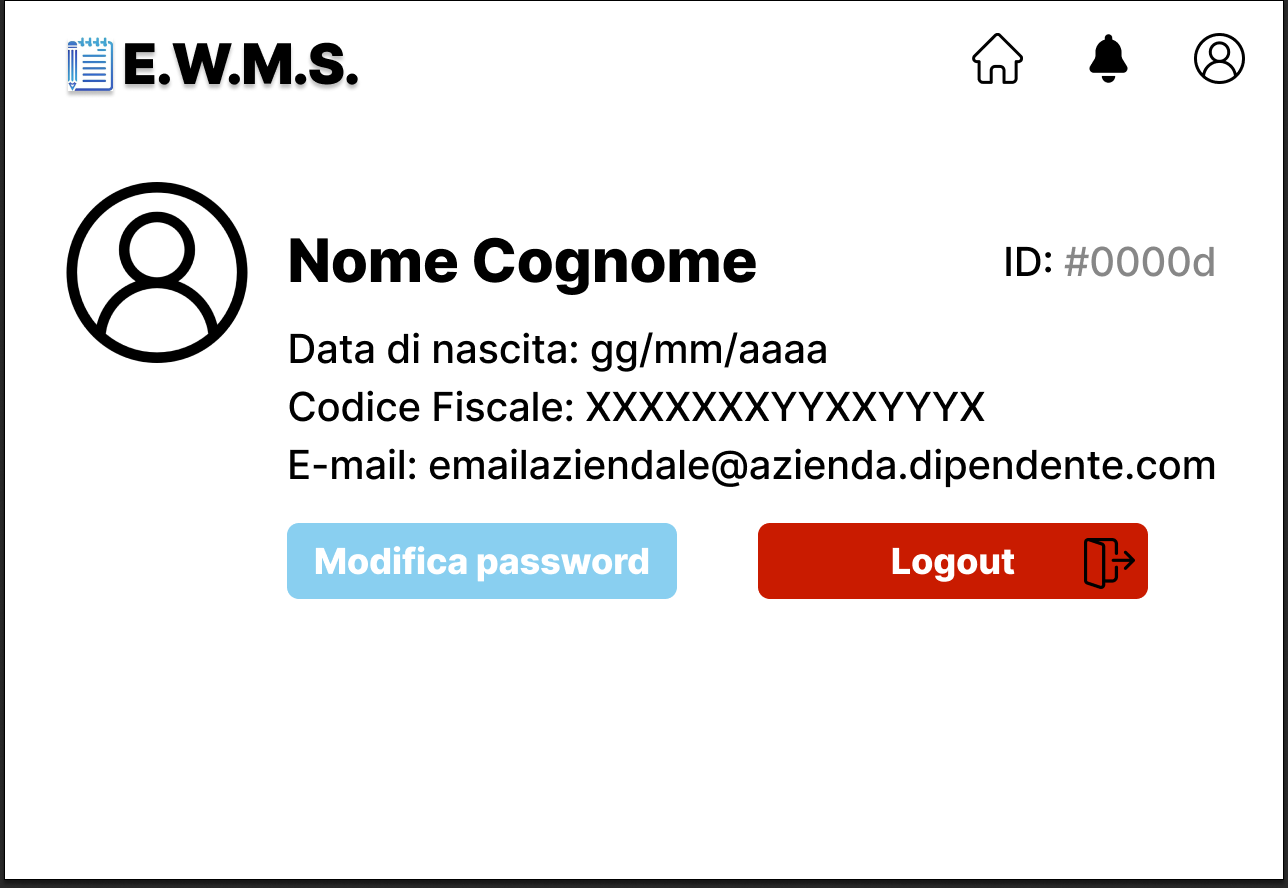 E.W.M.S.
Nome Cognome
ID: #0000d
Data di nascita: gg/mm/aaaa
Codice Fiscale: XXXXXXXYYXXYYYX
E-mail: emailaziendale@azienda.dipendente.com
Modifica password
Logout